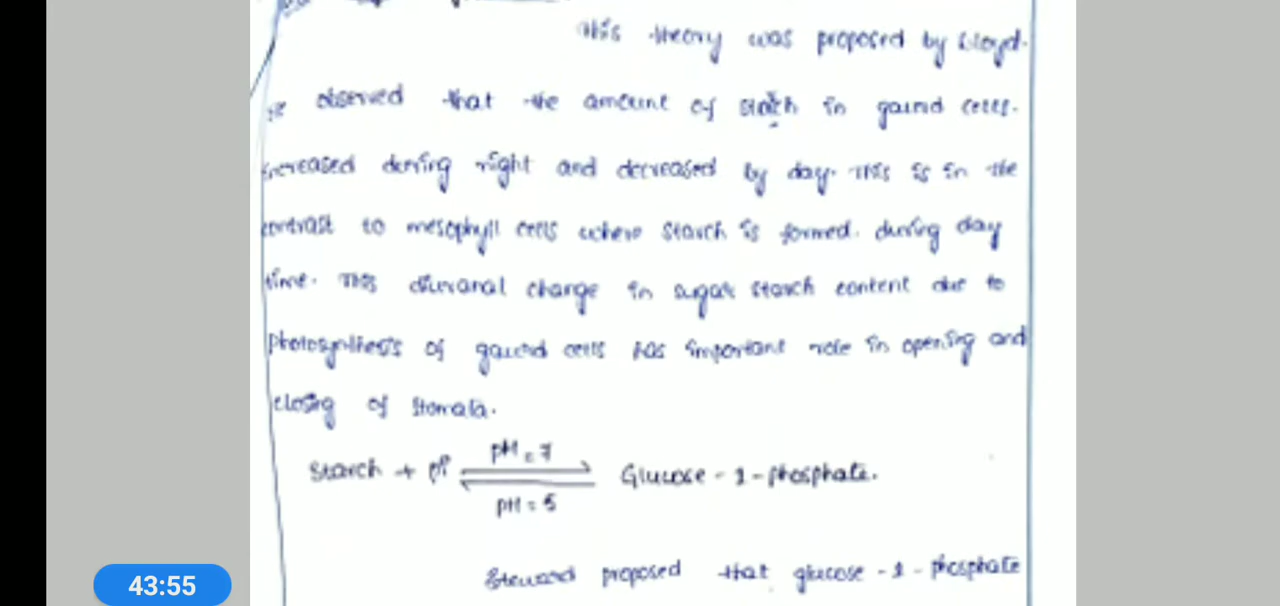 This theory was proposed by Lloyd.
He observed that the amount of starch in gaurd cells.
increased during night and decreased by day. This is in the
contrast to mesophyll cells where starch is formed. during day
time. This diuranal change in sugar starch content due to
photosynthesis of gaurd cells has important role in opening and
closing of stomata.
Starch + pi
pH = 7
Glucose - 1 - phosphate.
pH = 5
Steward proposed that glucose - 1 - phosphate
43:55